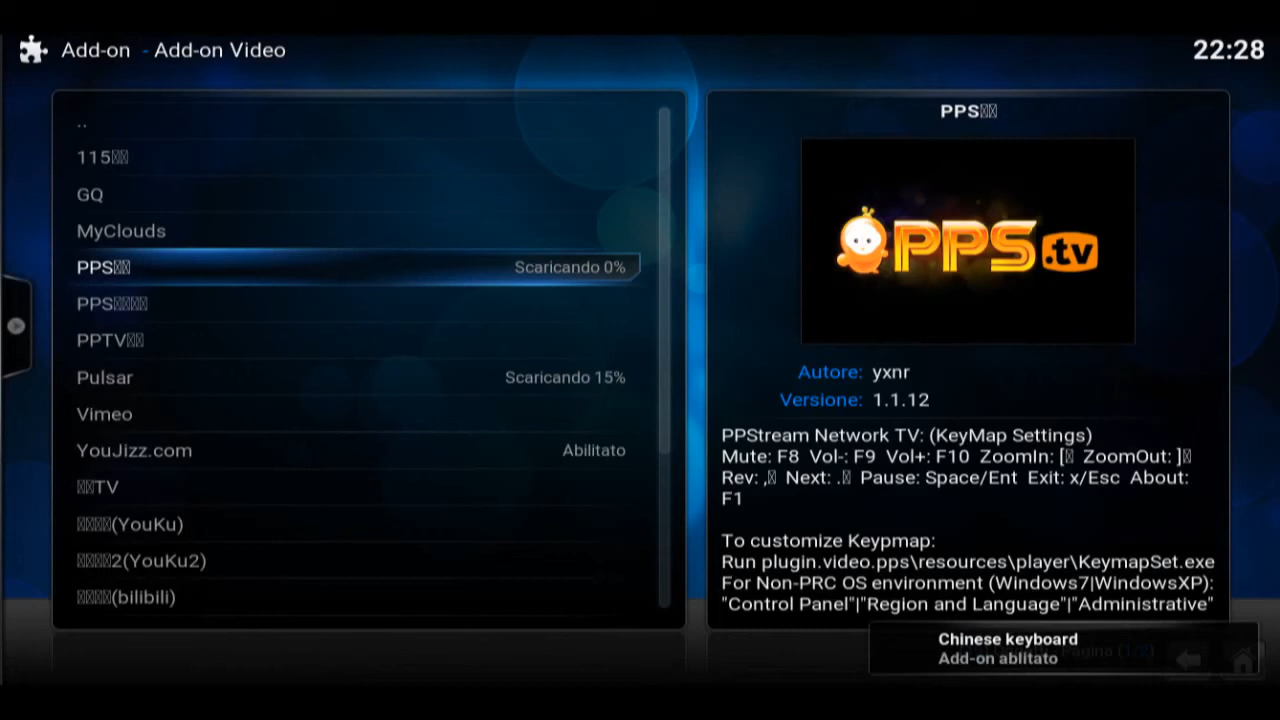 Add-on - Add-on Video
22:28
..
115
GQ
MyClouds
PPS Scaricando 0%
PPS
PPTV
Pulsar Scaricando 15%
Vimeo
YouJizz.com Abilitato
TV
(YouKu)
2(YouKu2)
(bilibili)
PPS
PPS.tv
Autore: yxnr
Versione: 1.1.12
PPStream Network TV: (KeyMap Settings)
Mute: F8 Vol-: F9 Vol+: F10 ZoomIn: [ ZoomOut: ]
Rev: , Next: . Pause: Space/Ent Exit: x/Esc About:
F1
To customize Keypmap:
Run plugin.video.pps\resources\player\KeymapSet.exe
For Non-PRC OS environment (Windows7|WindowsXP):
"Control Panel"|"Region and Language"|"Administrative"
Chinese keyboard
Add-on ablitato
Pagina (1/2)